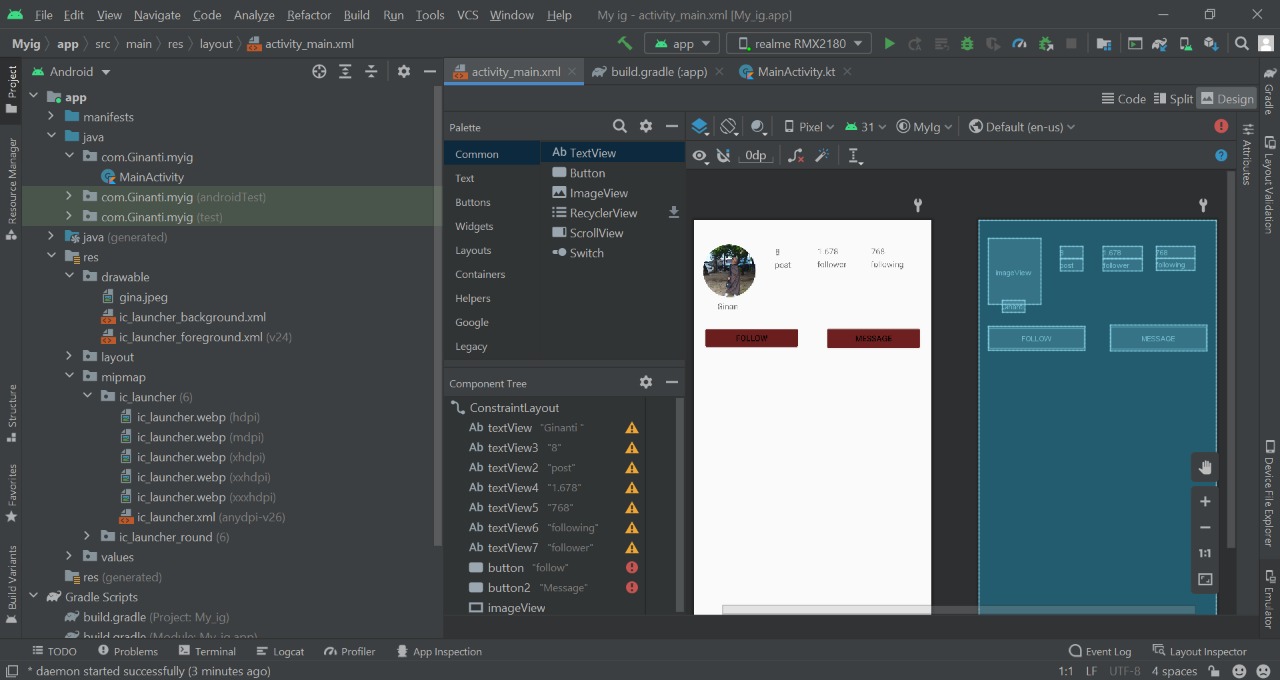 File Edit View Navigate Code Analyze Refactor Build Run Tools VCS Window Help My ig - activity_main.xml [My_ig.app]
Myig app src main res layout activity_main.xml app realme RMX2180
Project
Android
activity_main.xml build.gradle (:app) MainActivity.kt
Gradle
Code Split Design
app
manifests
java
com.Ginanti.myig
MainActivity
com.Ginanti.myig (androidTest)
com.Ginanti.myig (test)
java (generated)
res
drawable
gina.jpeg
ic_launcher_background.xml
ic_launcher_foreground.xml (v24)
layout
mipmap
ic_launcher (6)
ic_launcher.webp (hdpi)
ic_launcher.webp (mdpi)
ic_launcher.webp (xhdpi)
ic_launcher.webp (xxhdpi)
ic_launcher.webp (xxxhdpi)
ic_launcher.xml (anydpi-v26)
ic_launcher_round (6)
values
res (generated)
Gradle Scripts
build.gradle (Project: My_ig)
build.gradle (Module: My_ig.app)
Resource Manager
Structure
Favorites
Build Variants
Palette
Common
Text
Buttons
Widgets
Layouts
Containers
Helpers
Google
Legacy
Ab TextView
Button
ImageView
RecyclerView
ScrollView
Switch
Pixel 31 MyIg Default (en-us)
0dp
Component Tree
ConstraintLayout
Ab textView "Ginanti "
Ab textView3 "8"
Ab textView2 "post"
Ab textView4 "1.678"
Ab textView5 "768"
Ab textView6 "following"
Ab textView7 "follower"
button "follow"
button2 "Message"
imageView
8 1.678 768
post follower following
Ginan
FOLLOW MESSAGE
ImageView
8 1.678 768
post follower following
FOLLOW MESSAGE
1:1
Attributes
Layout Validation
Device File Explorer
Emulator
TODO Problems Terminal Logcat Profiler App Inspection Event Log Layout Inspector
* daemon started successfully (3 minutes ago) 1:1 LF UTF-8 4 spaces